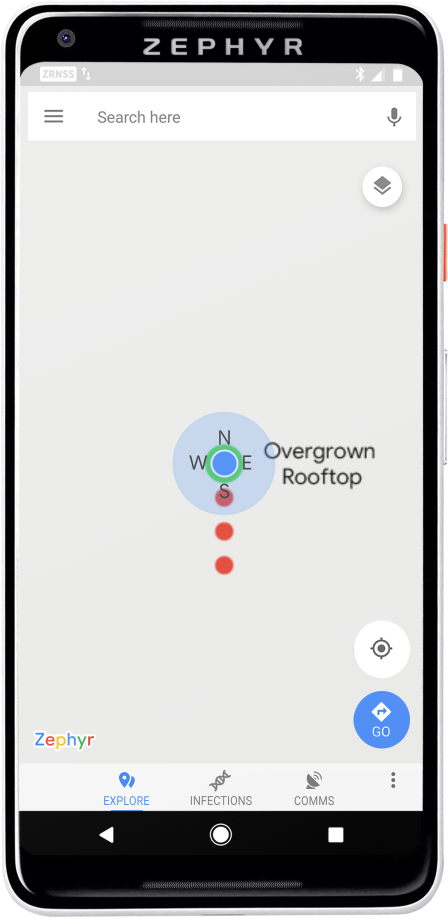 ZEPHYR
ZRNSS
Search here
N
W E
S
Overgrown
Rooftop
GO
Zephyr
EXPLORE INFECTIONS COMMS